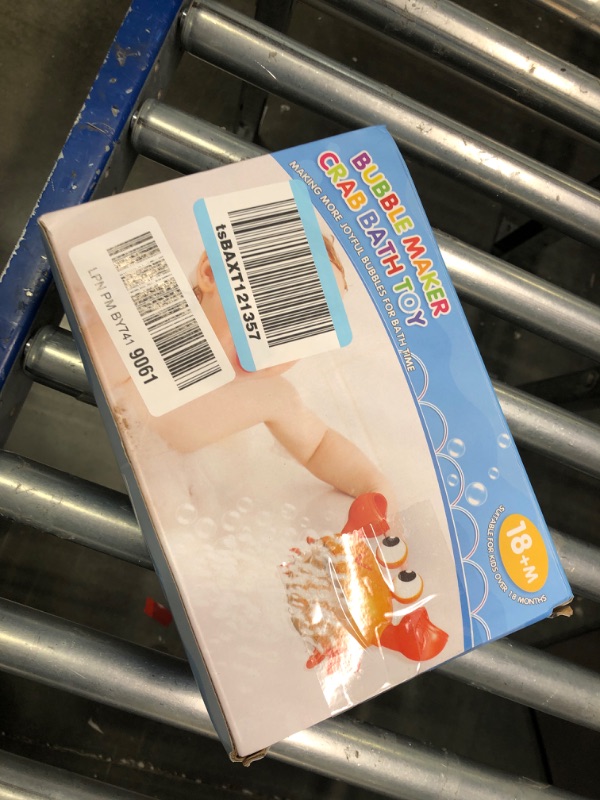 BUBBLE MAKER
CRAB BATH TOY
MAKING MORE JOYFUL BUBBLES FOR BATH TIME
tsBAXT121357
LPN PM BY741 9061
18+M
SUITABLE FOR KIDS OVER 18 MONTHS